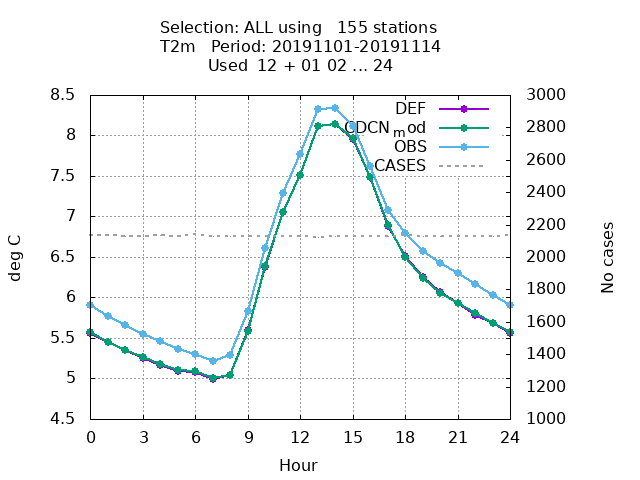 Selection: ALL using   155 stations
T2m   Period: 20191101-20191114
Used  12 + 01 02 ... 24
8.5
8
7.5
7
6.5
6
5.5
5
4.5
3000
2800
2600
2400
2200
2000
1800
1600
1400
1200
1000
DEF
CDCN_mod
OBS
CASES
deg C
No cases
0 3 6 9 12 15 18 21 24
Hour